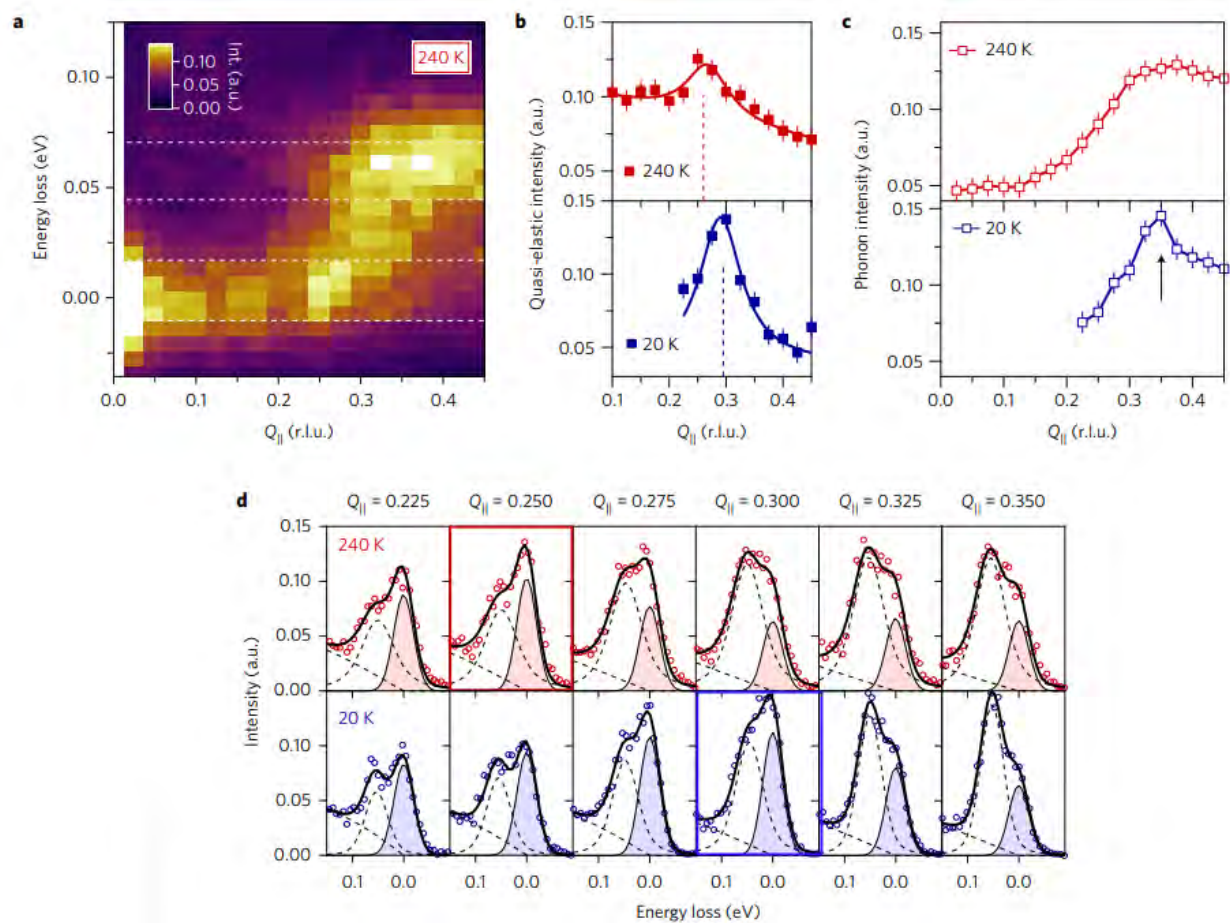 a
b
c
Int. (a.u.)
0.10
0.05
0.00
240 K
0.10
0.05
0.00
Energy loss (eV)
0.0
0.1
0.2
0.3
0.4
Q|| (r.l.u.)
0.15
0.10
0.05
0.15
0.10
0.05
Quasi-elastic intensity (a.u.)
240 K
20 K
0.1
0.2
0.3
0.4
Q|| (r.l.u.)
0.15
0.10
0.05
0.15
0.10
0.05
Phonon intensity (a.u.)
240 K
20 K
0.0
0.1
0.2
0.3
0.4
Q|| (r.l.u.)
d
Q|| = 0.225
Q|| = 0.250
Q|| = 0.275
Q|| = 0.300
Q|| = 0.325
Q|| = 0.350
0.15
0.10
0.05
0.00
240 K
Intensity (a.u.)
0.10
0.05
0.00
20 K
0.1
0.0
0.1
0.0
0.1
0.0
0.1
0.0
0.1
0.0
0.1
0.0
Energy loss (eV)